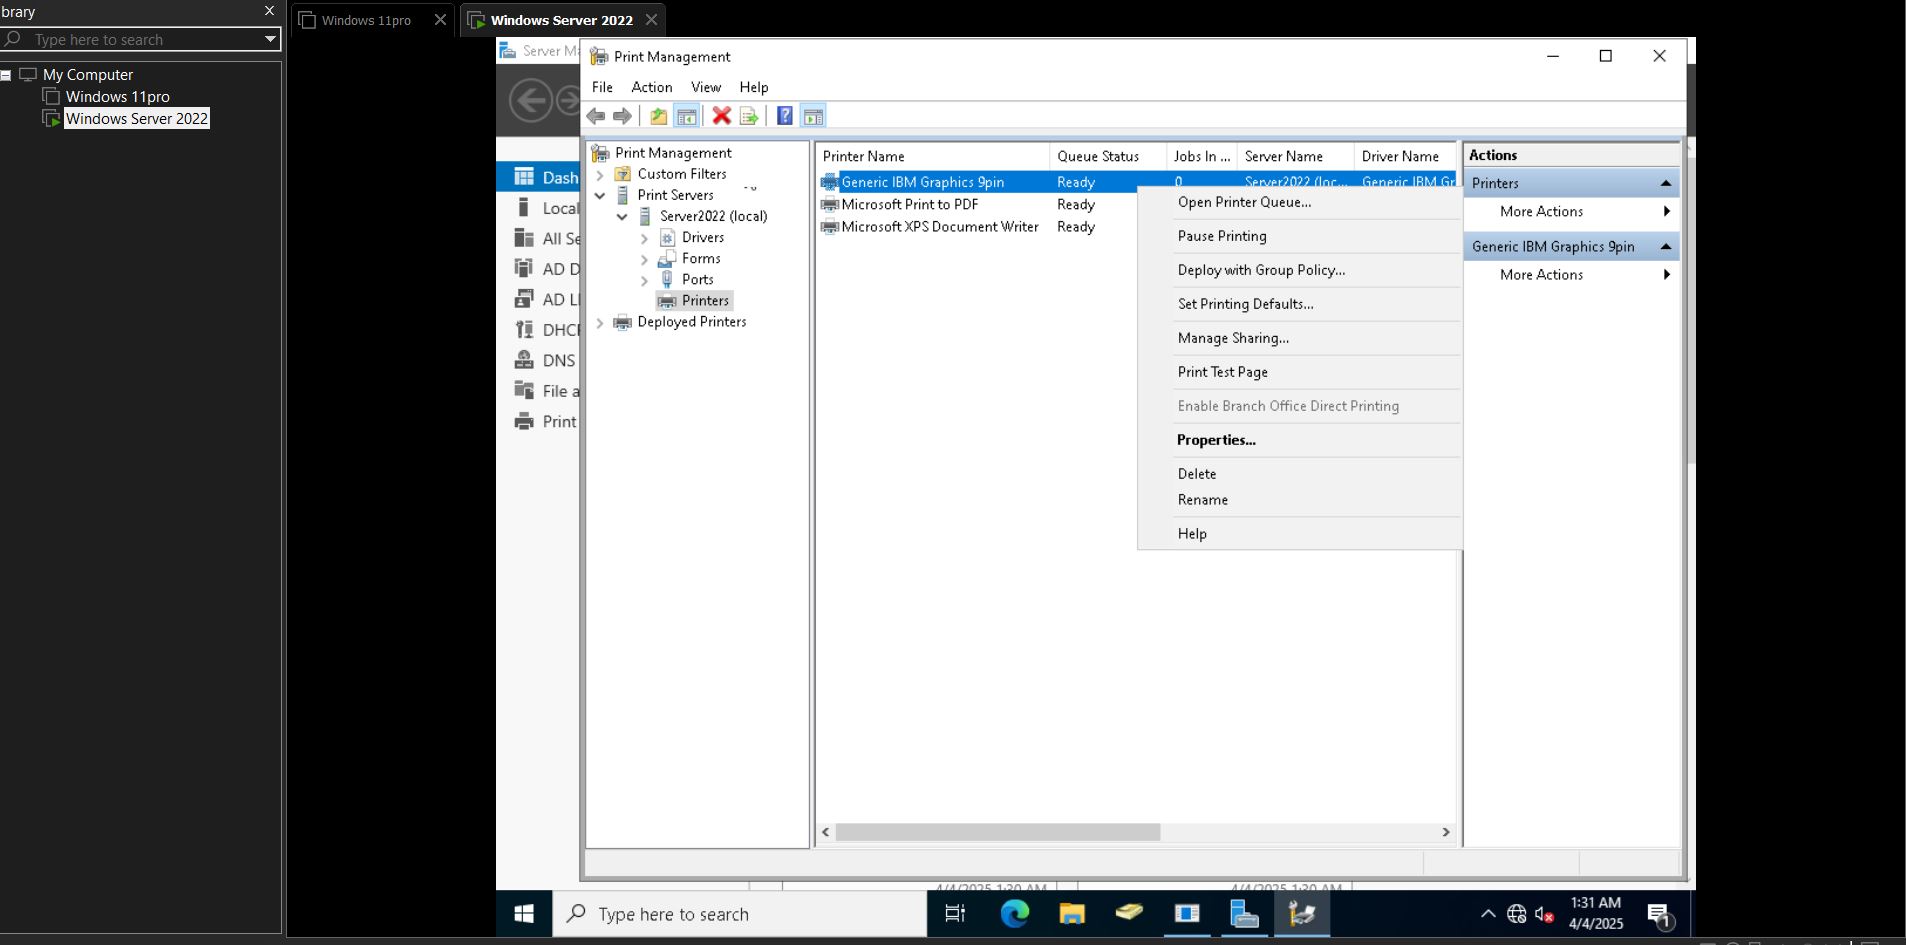 brary
Windows 11pro
Windows Server 2022
Type here to search
My Computer
Windows 11pro
Windows Server 2022
Server M
Print Management
File Action View Help
Print Management
Custom Filters
Print Servers
Server2022 (local)
Drivers
Forms
Ports
Printers
Deployed Printers
Dash
Local
All Se
AD D
AD LI
DHCP
DNS
File a
Print
Printer Name Queue Status Jobs In ... Server Name Driver Name
Generic IBM Graphics 9pin Ready 0 Server2022 (loc... Generic IBM Gr
Microsoft Print to PDF Ready
Microsoft XPS Document Writer Ready
Open Printer Queue...
Pause Printing
Deploy with Group Policy...
Set Printing Defaults...
Manage Sharing...
Print Test Page
Enable Branch Office Direct Printing
Properties...
Delete
Rename
Help
Actions
Printers
More Actions
Generic IBM Graphics 9pin
More Actions
4/4/2025 1:30 AM
4/4/2025 1:30 AM
Type here to search
1:31 AM
4/4/2025
1